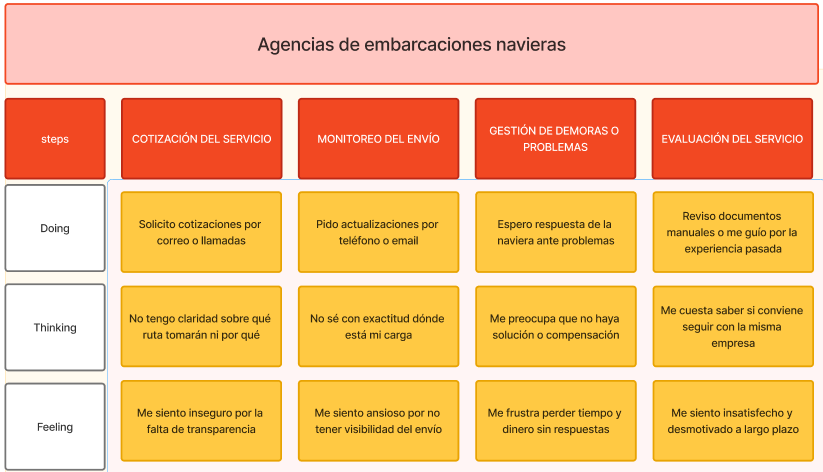 Agencias de embarcaciones navieras
steps
COTIZACIÓN DEL SERVICIO
MONITOREO DEL ENVÍO
GESTIÓN DE DEMORAS O
PROBLEMAS
EVALUACIÓN DEL SERVICIO
Doing
Solicito cotizaciones por
correo o llamadas
Pido actualizaciones por
teléfono o email
Espero respuesta de la
naviera ante problemas
Reviso documentos
manuales o me guío por la
experiencia pasada
Thinking
No tengo claridad sobre qué
ruta tomarán ni por qué
No sé con exactitud dónde
está mi carga
Me preocupa que no haya
solución o compensación
Me cuesta saber si conviene
seguir con la misma
empresa
Feeling
Me siento inseguro por la
falta de transparencia
Me siento ansioso por no
tener visibilidad del envío
Me frustra perder tiempo y
dinero sin respuestas
Me siento insatisfecho y
desmotivado a largo plazo